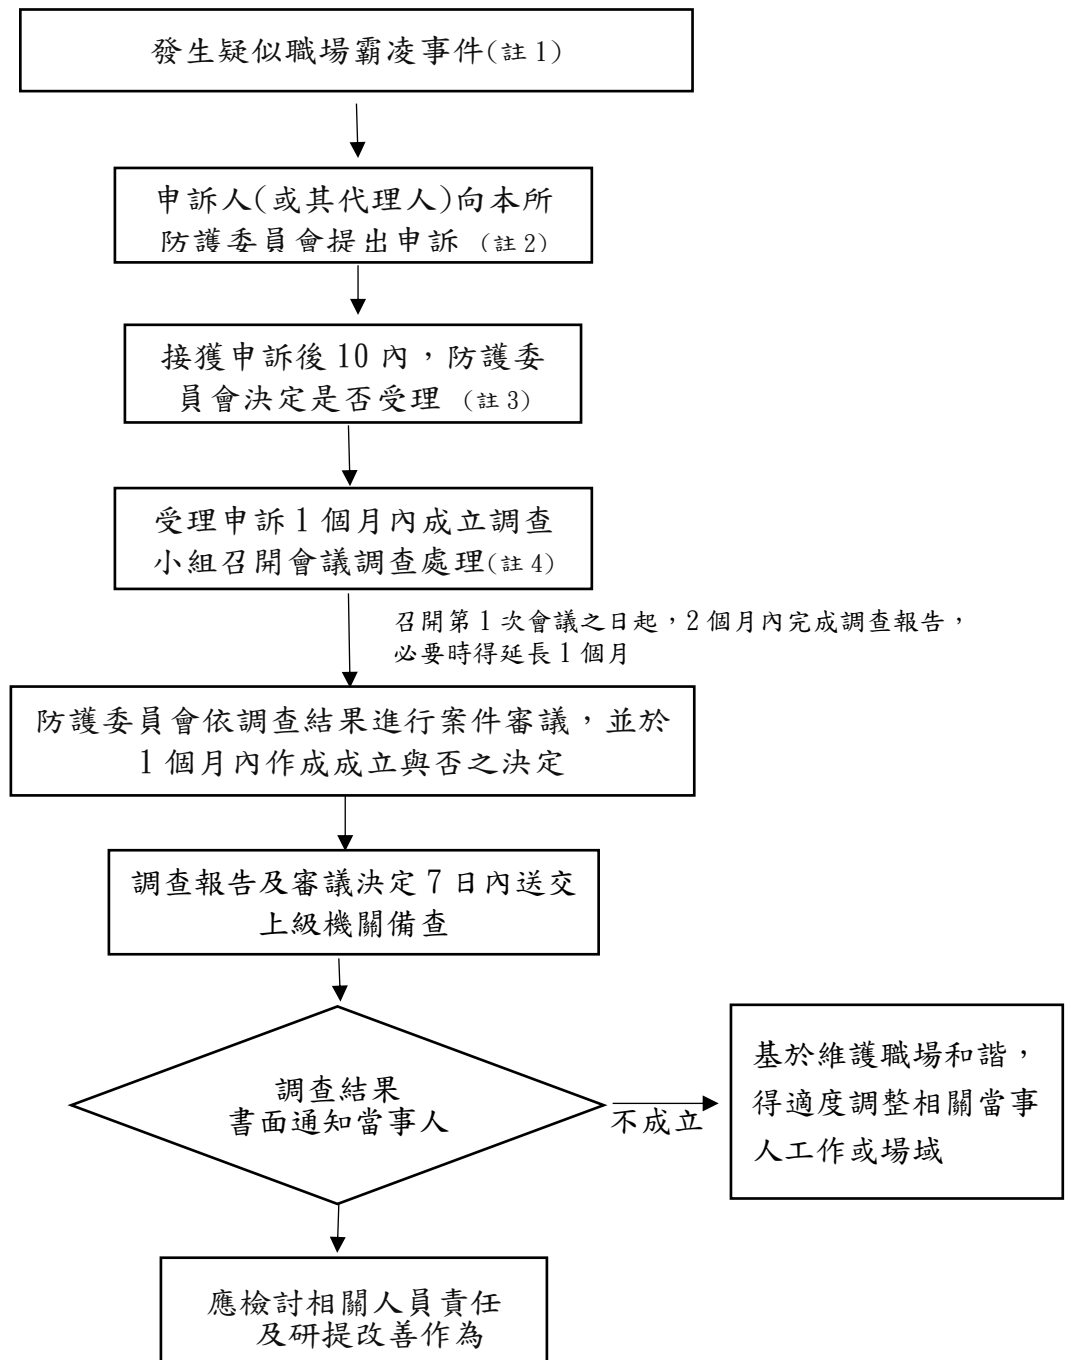 發生疑似職場霸凌事件(註1)
申訴人(或其代理人)向本所
防護委員會提出申訴 (註2)
接獲申訴後10內，防護委
員會決定是否受理 (註3)
受理申訴1個月內成立調查
小組召開會議調查處理(註4)
召開第1次會議之日起，2個月內完成調查報告，
必要時得延長1個月
防護委員會依調查結果進行案件審議，並於
1個月內作成成立與否之決定
調查報告及審議決定7日內送交
上級機關備查
調查結果
書面通知當事人
不成立
基於維護職場和諧，
得適度調整相關當事
人工作或場域
應檢討相關人員責任
及研提改善作為